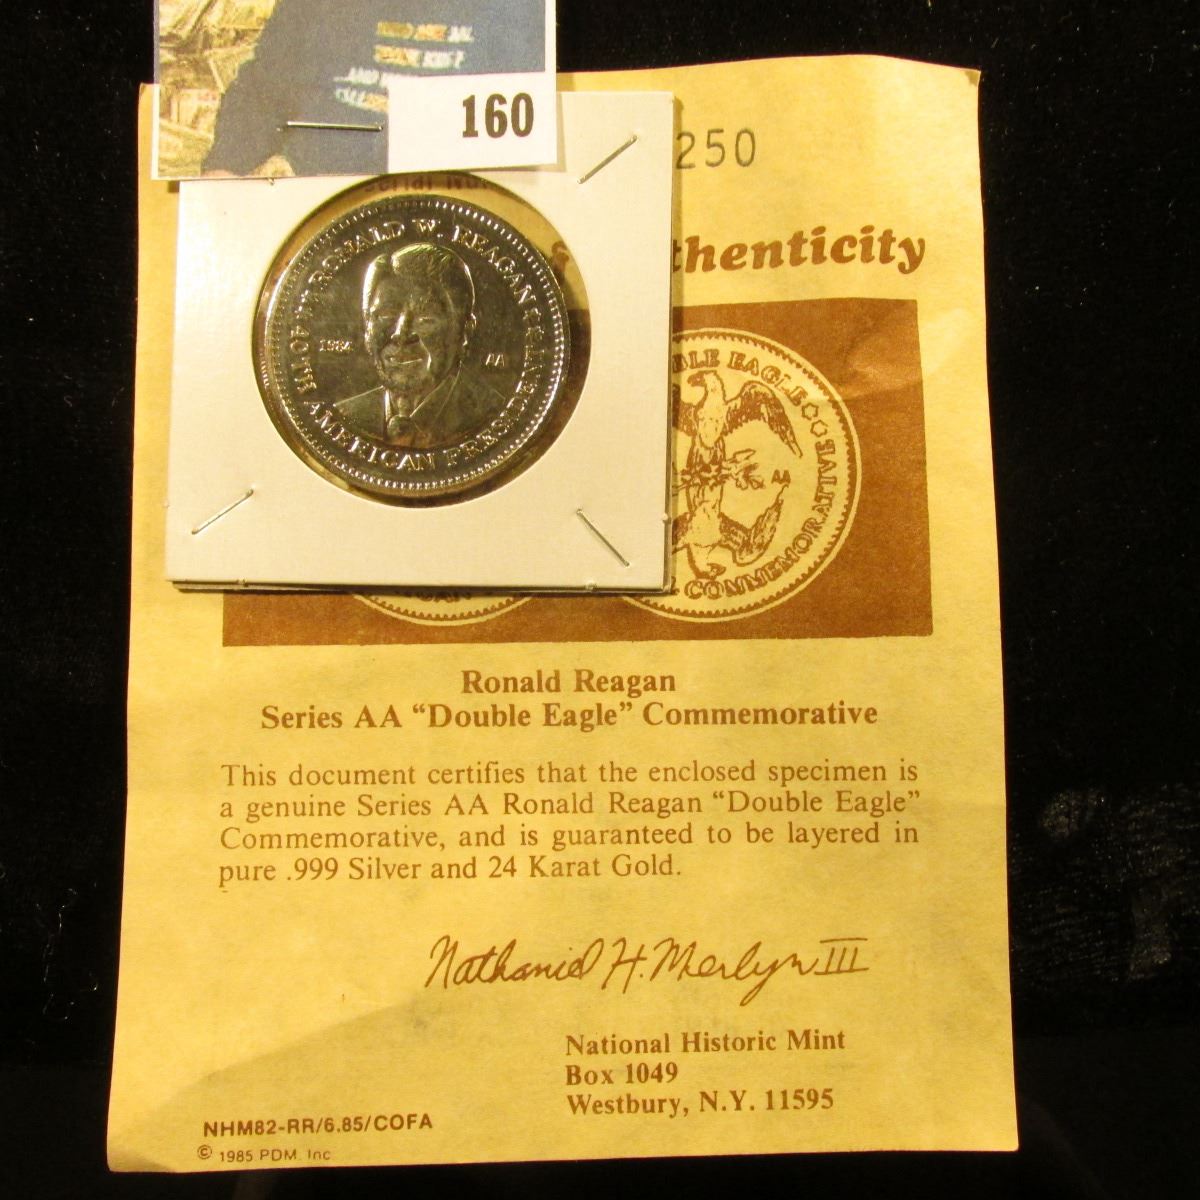 160
250
thenticity
RONALD W. REAGAN
40TH AMERICAN PRESIDENT
1984
AA
EAGLE
COMMEMORATIVE
AA
Ronald Reagan
Series AA “Double Eagle” Commemorative
This document certifies that the enclosed specimen is
a genuine Series AA Ronald Reagan “Double Eagle”
Commemorative, and is guaranteed to be layered in
pure .999 Silver and 24 Karat Gold.
Nathaniel H. Merlyn III
National Historic Mint
Box 1049
Westbury, N.Y. 11595
NHM82-RR/6.85/COFA
© 1985 PDM. Inc